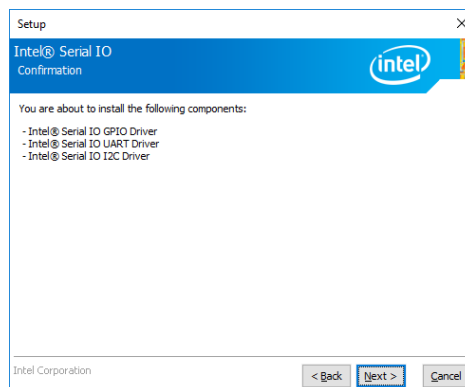 Setup
Intel® Serial IO
Confirmation
intel
You are about to install the following components:
- Intel® Serial IO GPIO Driver
- Intel® Serial IO UART Driver
- Intel® Serial IO I2C Driver
Intel Corporation
< Back
Next >
Cancel